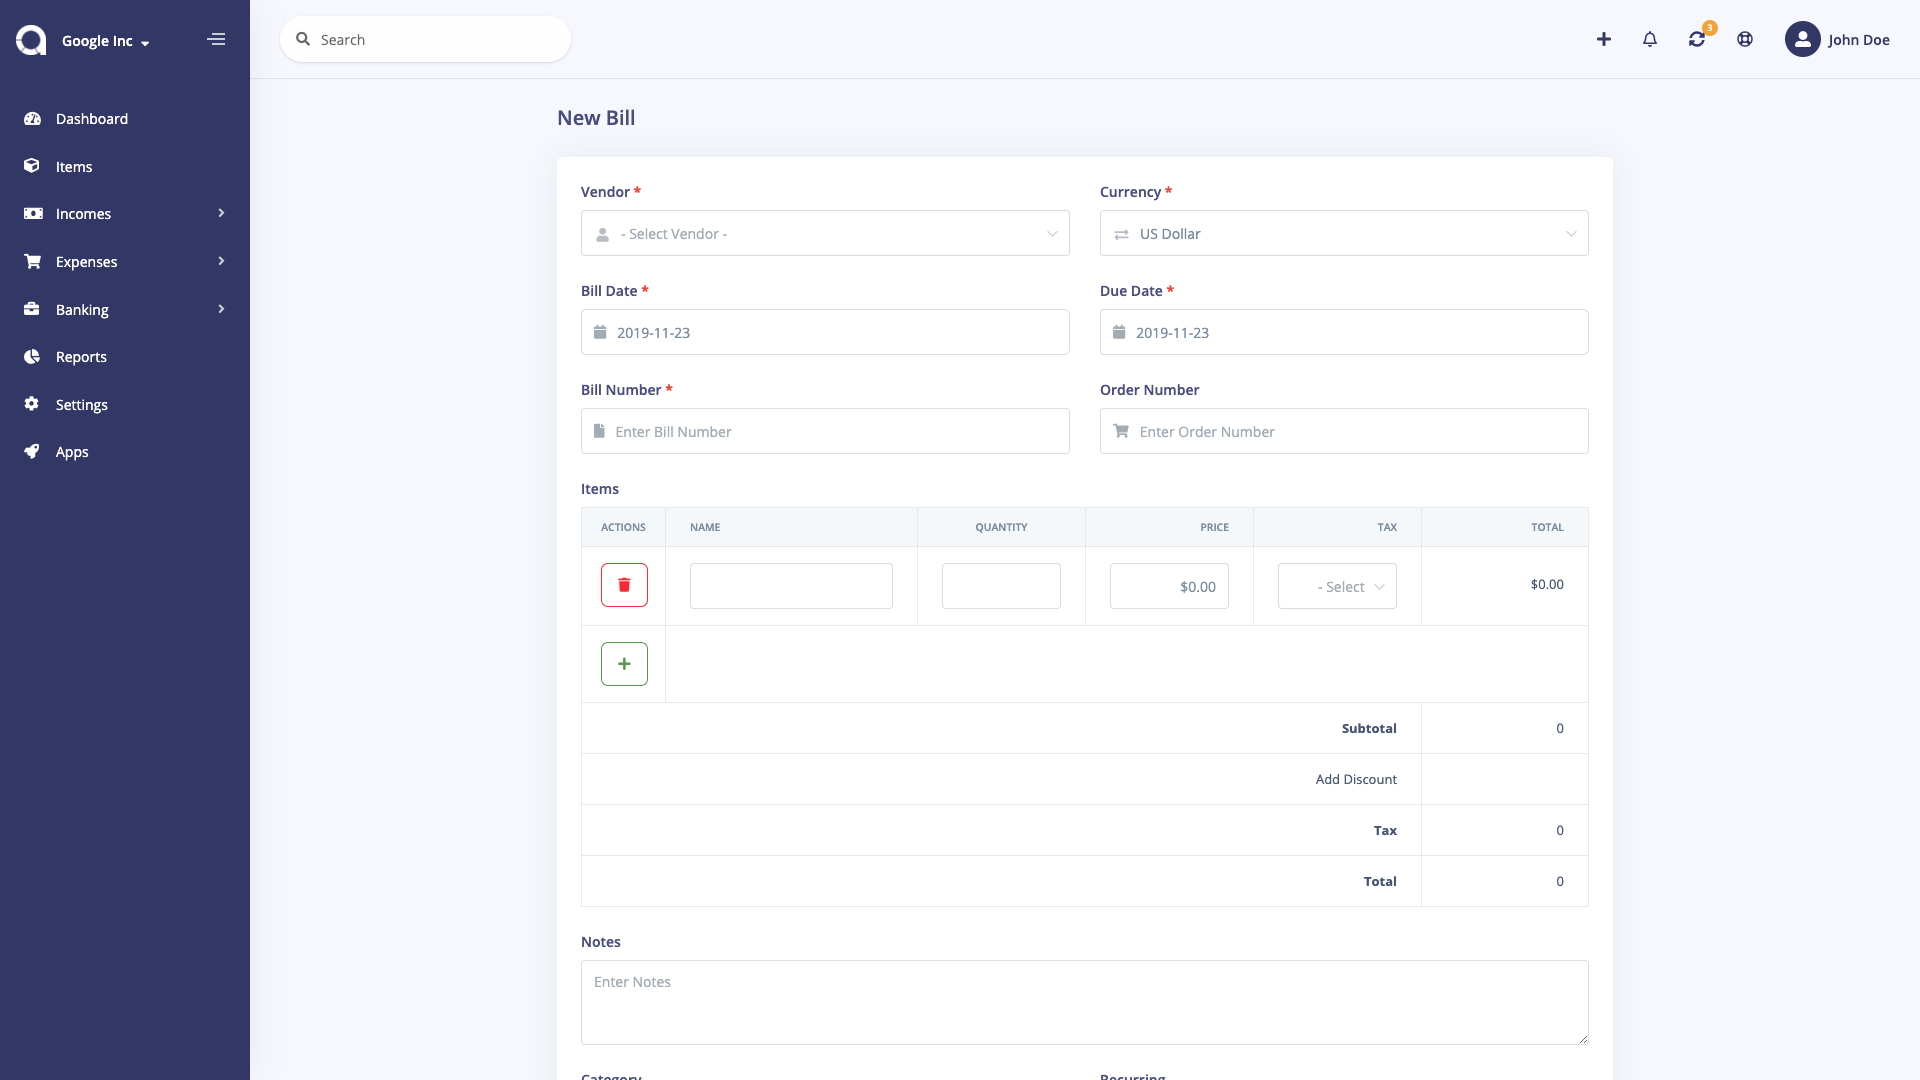 Google Inc
Search
3
John Doe
Dashboard
Items
Incomes
Expenses
Banking
Reports
Settings
Apps
New Bill
Vendor * Currency *
- Select Vendor - US Dollar
Bill Date * Due Date *
2019-11-23 2019-11-23
Bill Number * Order Number
Enter Bill Number Enter Order Number
Items
ACTIONS NAME QUANTITY PRICE TAX TOTAL
$0.00 - Select $0.00
Subtotal 0
Add Discount
Tax 0
Total 0
Notes
Enter Notes
Category Recurring